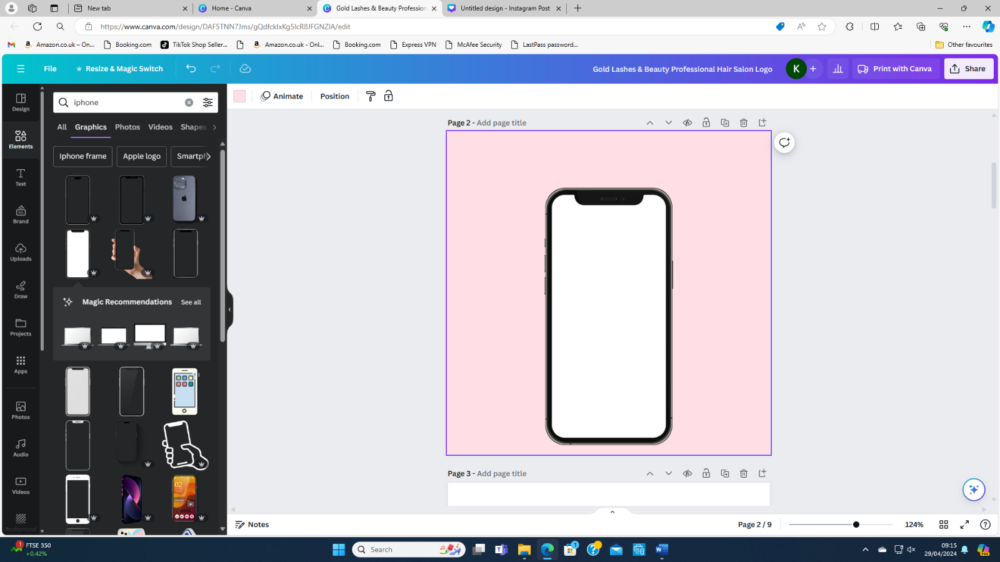 New tab
Home - Canva
Gold Lashes & Beauty Profession
Untitled design - Instagram Post
https://www.canva.com/design/DAF5TNN7Jms/gQdfckIxKg5IcR8JFGNZIA/edit
Amazon.co.uk – On...
Booking.com
TikTok Shop Seller...
Amazon.co.uk - Onl...
Booking.com
Express VPN
McAfee Security
LastPass password...
Other favourites
File
Resize & Magic Switch
Gold Lashes & Beauty Professional Hair Salon Logo
K
Print with Canva
Share
Design
Elements
Text
Brand
Uploads
Draw
Projects
Apps
Photos
Audio
Videos
Background
iphone
All
Graphics
Photos
Videos
Shapes
Iphone frame
Apple logo
Smartph
Magic Recommendations
See all
Animate
Position
Page 2 - Add page title
Page 3 - Add page title
Notes
Page 2 / 9
124%
1
FTSE 350
+0.42%
Search
1
09:15
29/04/2024
PRE